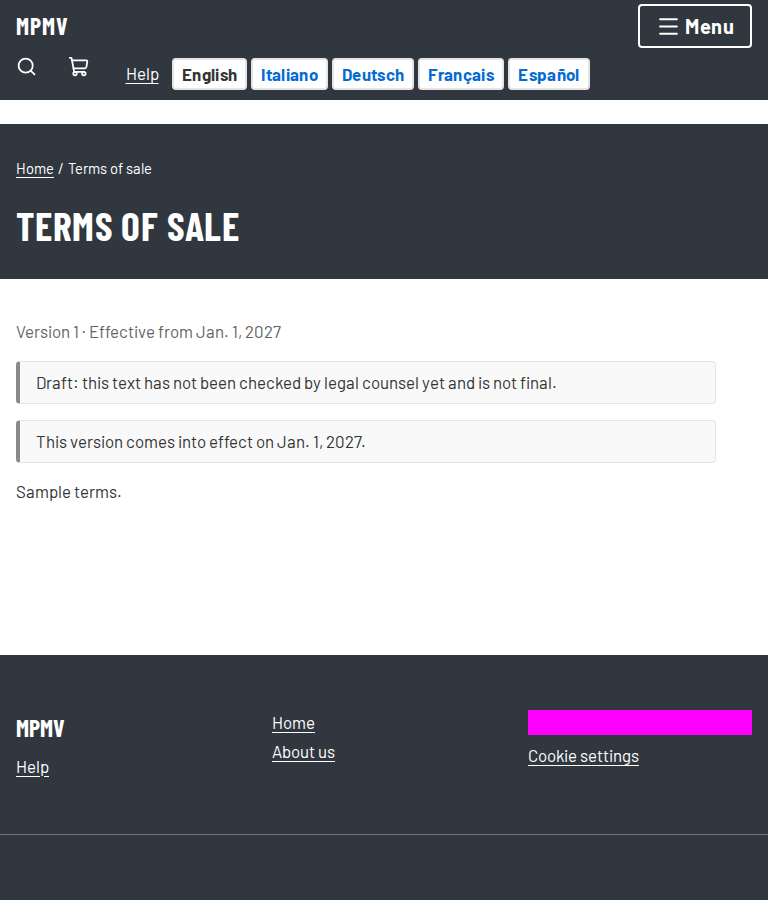 MPMV
Menu
Help
English
Italiano
Deutsch
Français
Español
Home / Terms of sale
TERMS OF SALE
Version 1 · Effective from Jan. 1, 2027
Draft: this text has not been checked by legal counsel yet and is not final.
This version comes into effect on Jan. 1, 2027.
Sample terms.
MPMV
Help
Home
About us
Cookie settings